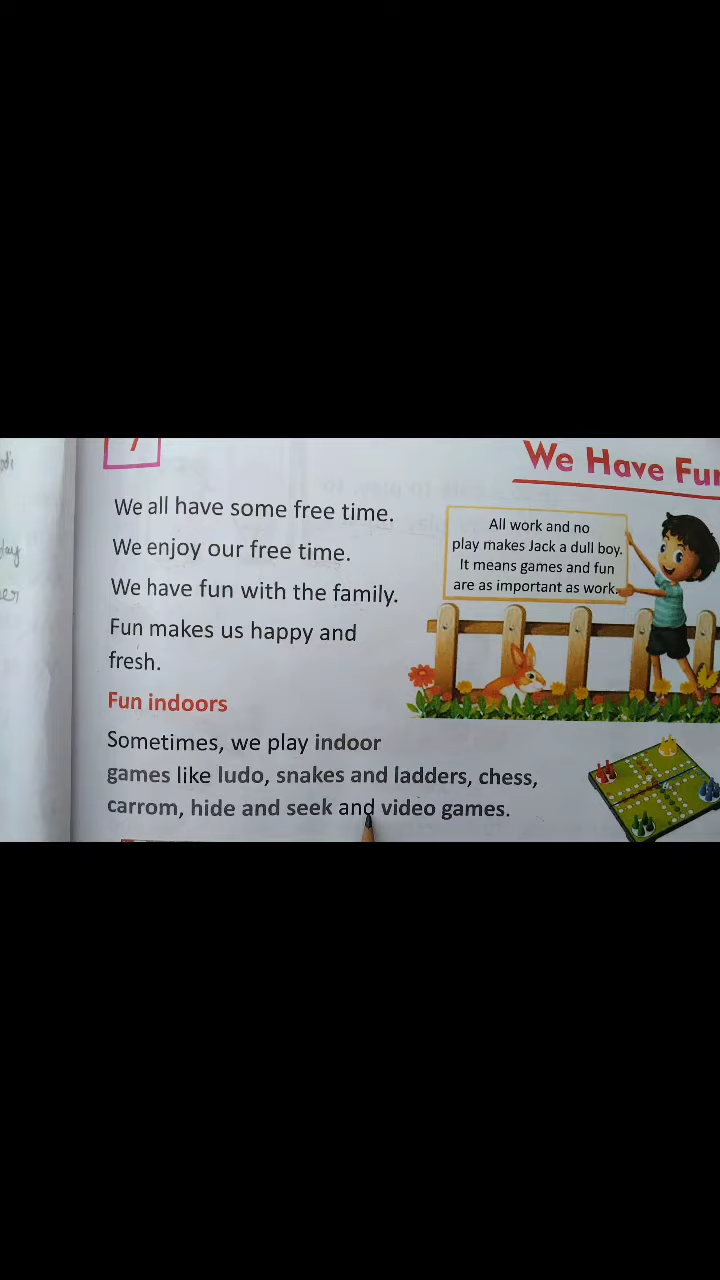 7
We Have Fun
We all have some free time.
We enjoy our free time.
We have fun with the family.
Fun makes us happy and
fresh.
All work and no
play makes Jack a dull boy.
It means games and fun
are as important as work.
Fun indoors
Sometimes, we play indoor
games like ludo, snakes and ladders, chess,
carrom, hide and seek and video games.